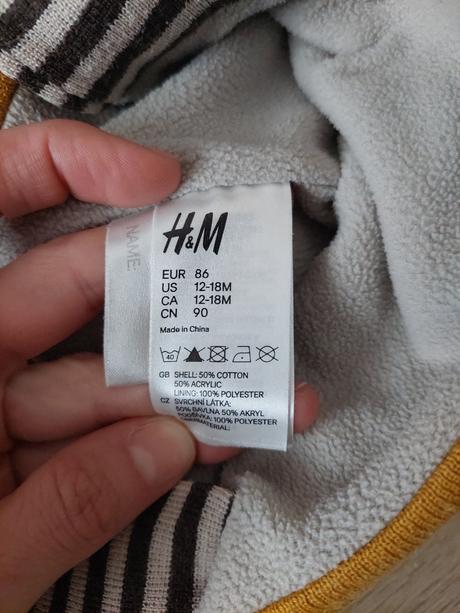 NAME:
H&M
EUR 86
US 12-18M
CA 12-18M
CN 90
Made in China
40
GB SHELL: 50% COTTON
50% ACRYLIC
LINING: 100% POLYESTER
CZ SVRCHNÍ LÁTKA:
50% BAVLNA 50% AKRYL
PODŠÍVKA: 100% POLYESTER